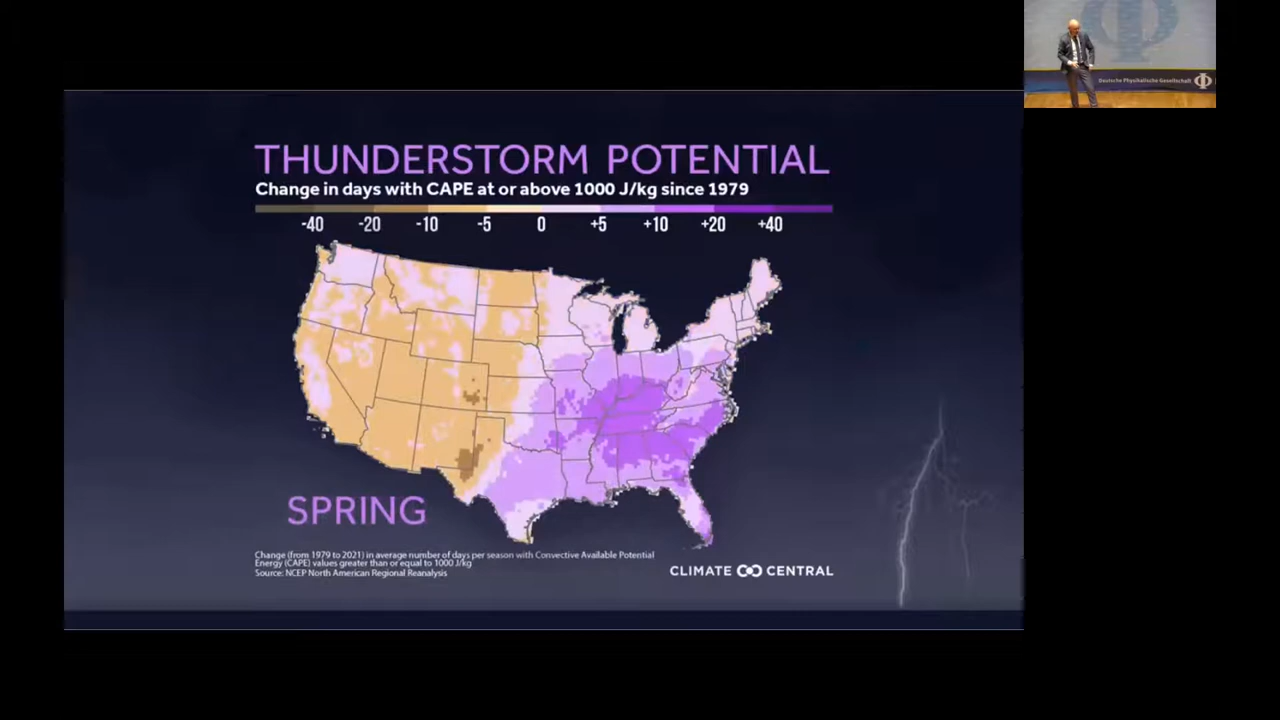 Deutsche Physikalische Gesellschaft
THUNDERSTORM POTENTIAL
Change in days with CAPE at or above 1000 J/kg since 1979
-40 -20 -10 -5 0 +5 +10 +20 +40
SPRING
Change (from 1979 to 2021) in average number of days per season with Convective Available Potential
Energy (CAPE) values greater than or equal to 1000 J/kg
Source: NCEP North American Regional Reanalysis
CLIMATE CENTRAL